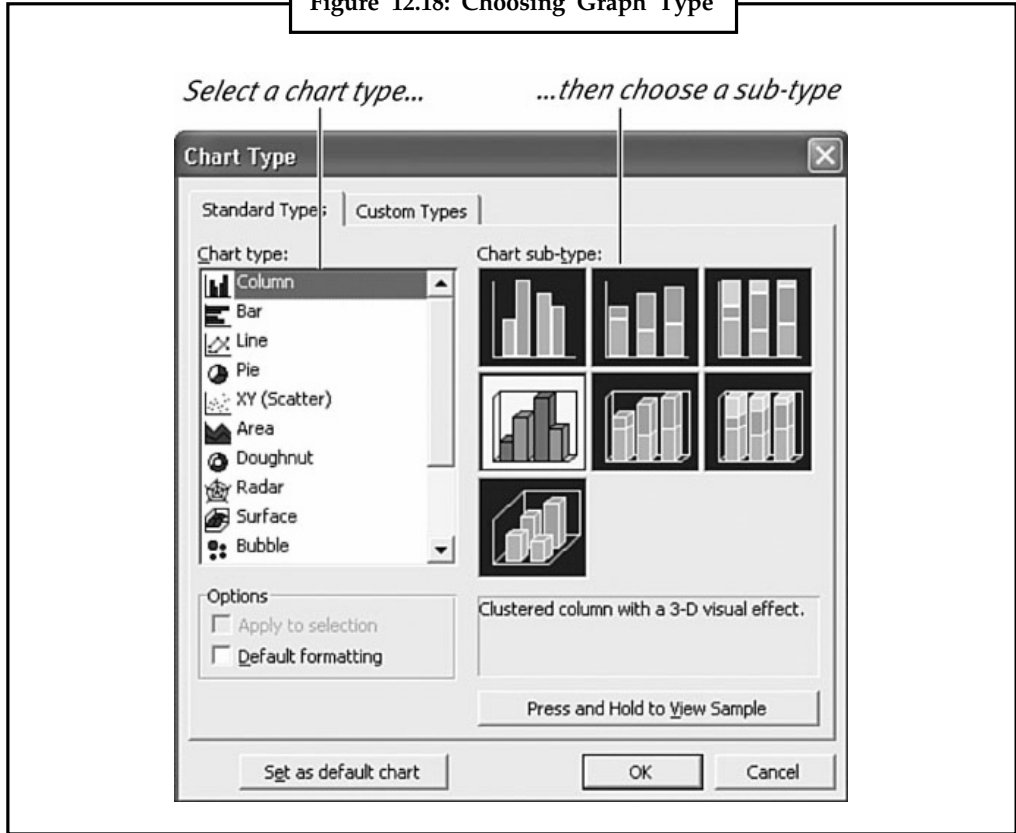 Figure 12.18: Choosing Graph Type
Select a chart type...
...then choose a sub-type
Chart Type
Standard Types
Custom Types
Chart type:
Column
Bar
Line
Pie
XY (Scatter)
Area
Doughnut
Radar
Surface
Bubble
Chart sub-type:
Clustered column with a 3-D visual effect.
Options
Apply to selection
Default formatting
Press and Hold to View Sample
Set as default chart
OK
Cancel